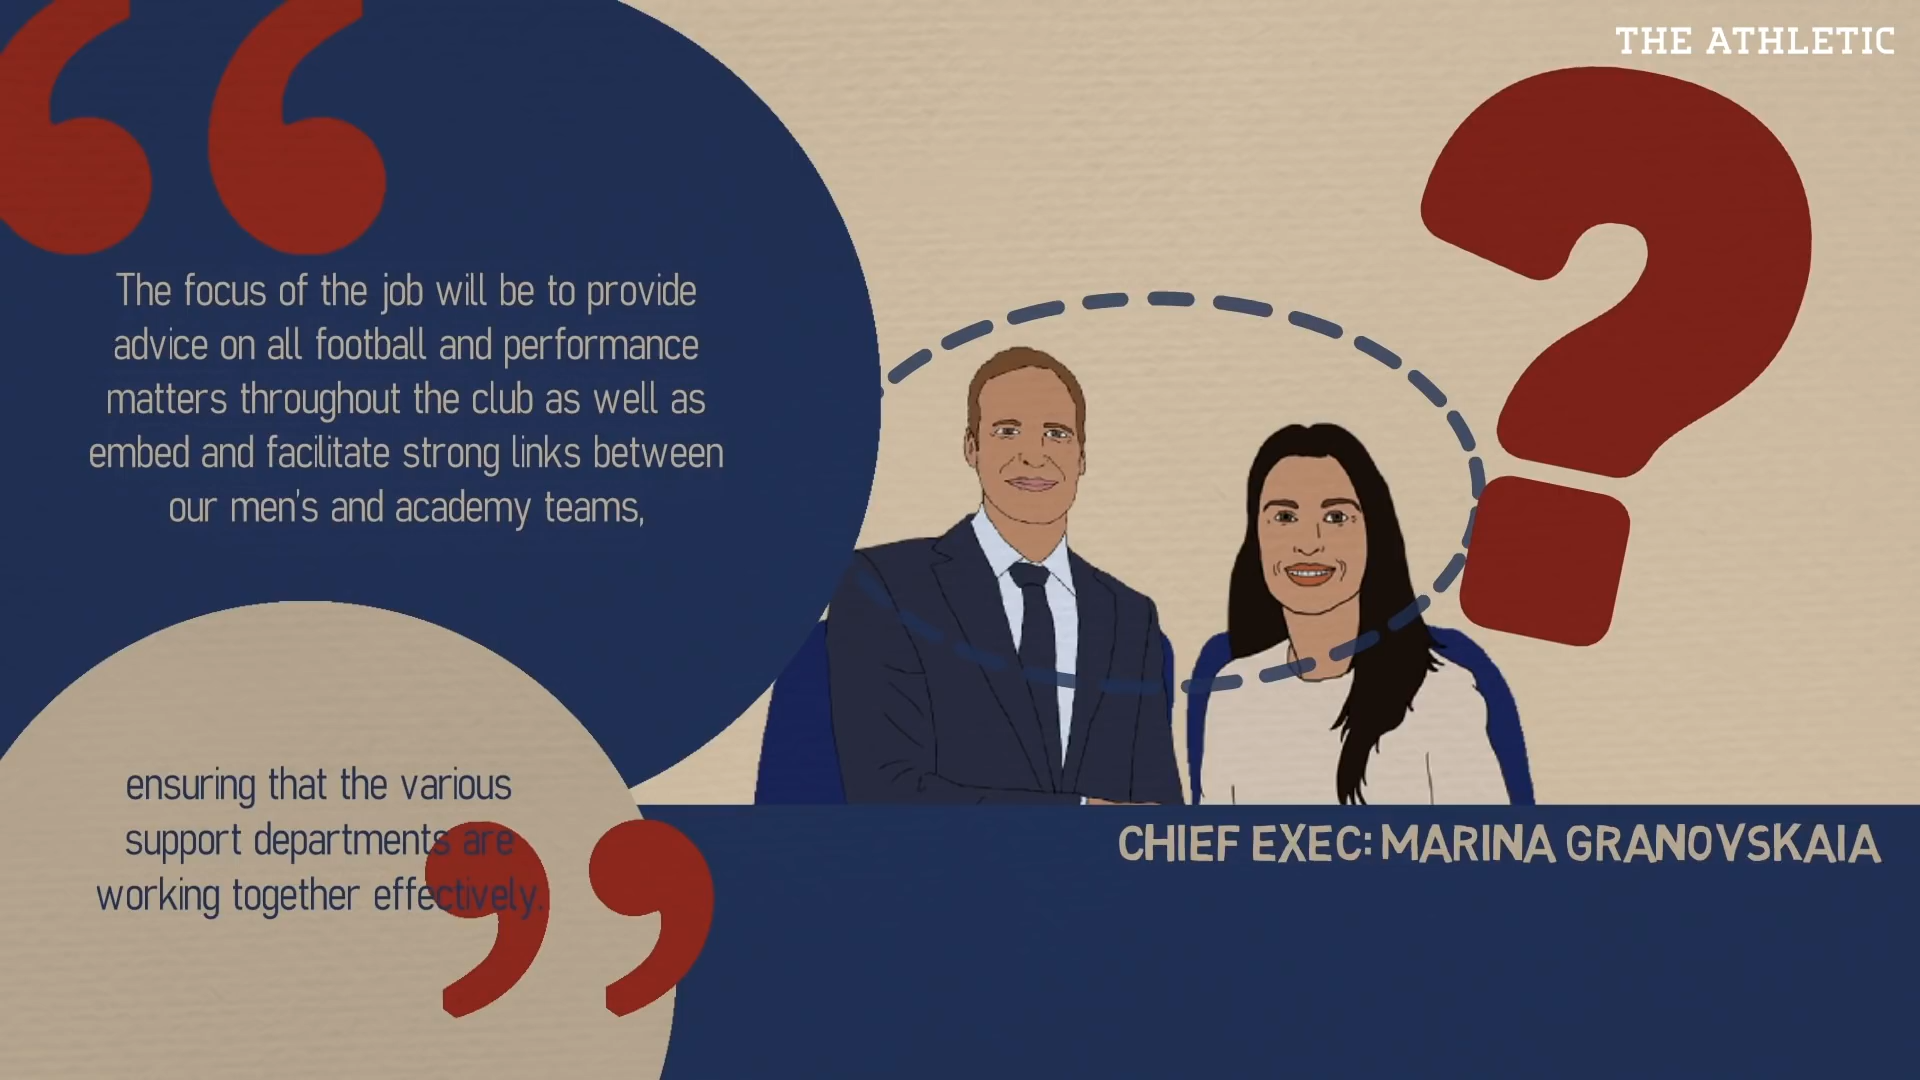 THE ATHLETIC
The focus of the job will be to provide
advice on all football and performance
matters throughout the club as well as
embed and facilitate strong links between
our men's and academy teams,
ensuring that the various
support departments are
working together effectively.
CHIEF EXEC: MARINA GRANOVSKAIA